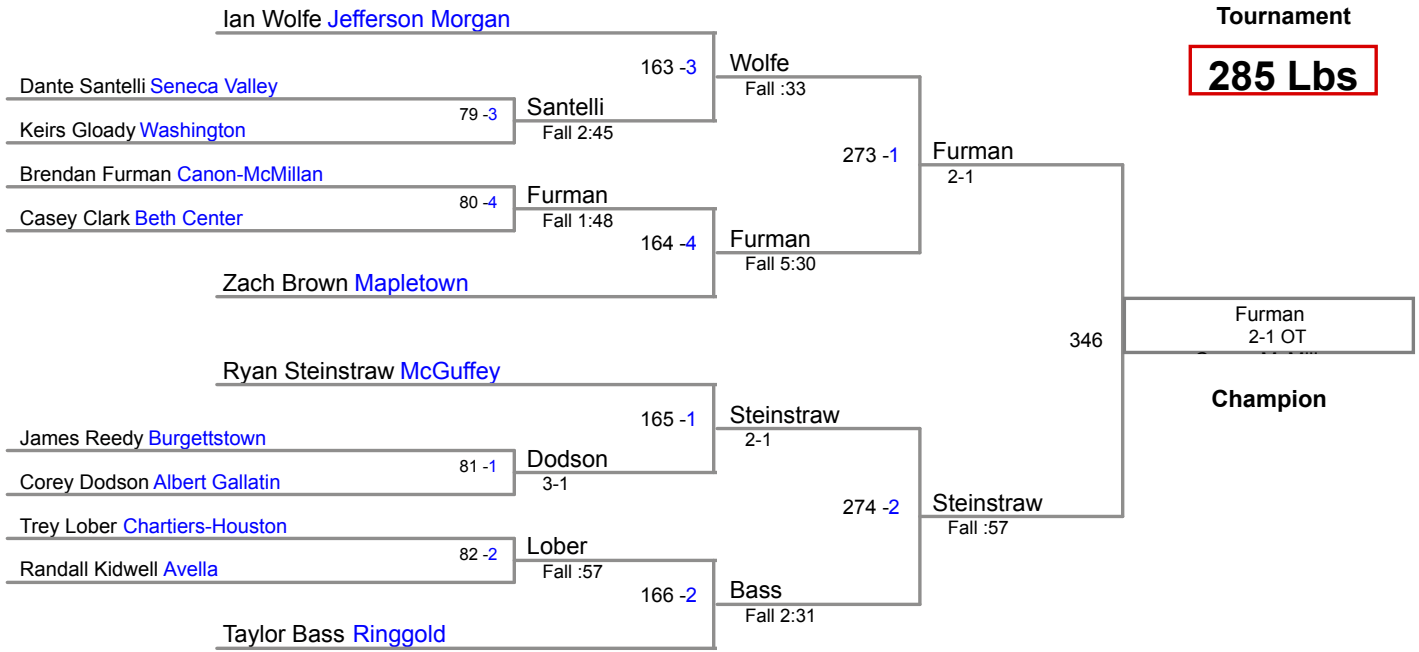 Tournament
285 Lbs
Ian Wolfe Jefferson Morgan
163 -3
Wolfe
Fall :33
Dante Santelli Seneca Valley
79 -3
Santelli
Fall 2:45
Keirs Gloady Washington
273 -1
Furman
2-1
Brendan Furman Canon-McMillan
80 -4
Furman
Fall 1:48
Casey Clark Beth Center
164 -4
Furman
Fall 5:30
Zach Brown Mapletown
346
Furman
2-1 OT
Champion
Ryan Steinstraw McGuffey
165 -1
Steinstraw
2-1
James Reedy Burgettstown
81 -1
Dodson
3-1
Corey Dodson Albert Gallatin
274 -2
Steinstraw
Fall :57
Trey Lober Chartiers-Houston
82 -2
Lober
Fall :57
Randall Kidwell Avella
166 -2
Bass
Fall 2:31
Taylor Bass Ringgold